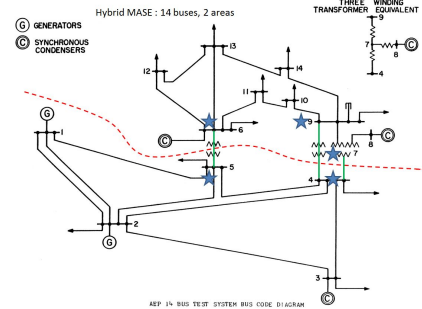 Hybrid MASE : 14 buses, 2 areas
THREE WINDING
TRANSFORMER EQUIVALENT
G GENERATORS
C SYNCHRONOUS
CONDENSERS
9
7
C
8
4
13
14
12
11
10
6
9
C
C
8
7
G
1
5
4
2
G
3
C
AEP 14 BUS TEST SYSTEM BUS CODE DIAGRAM